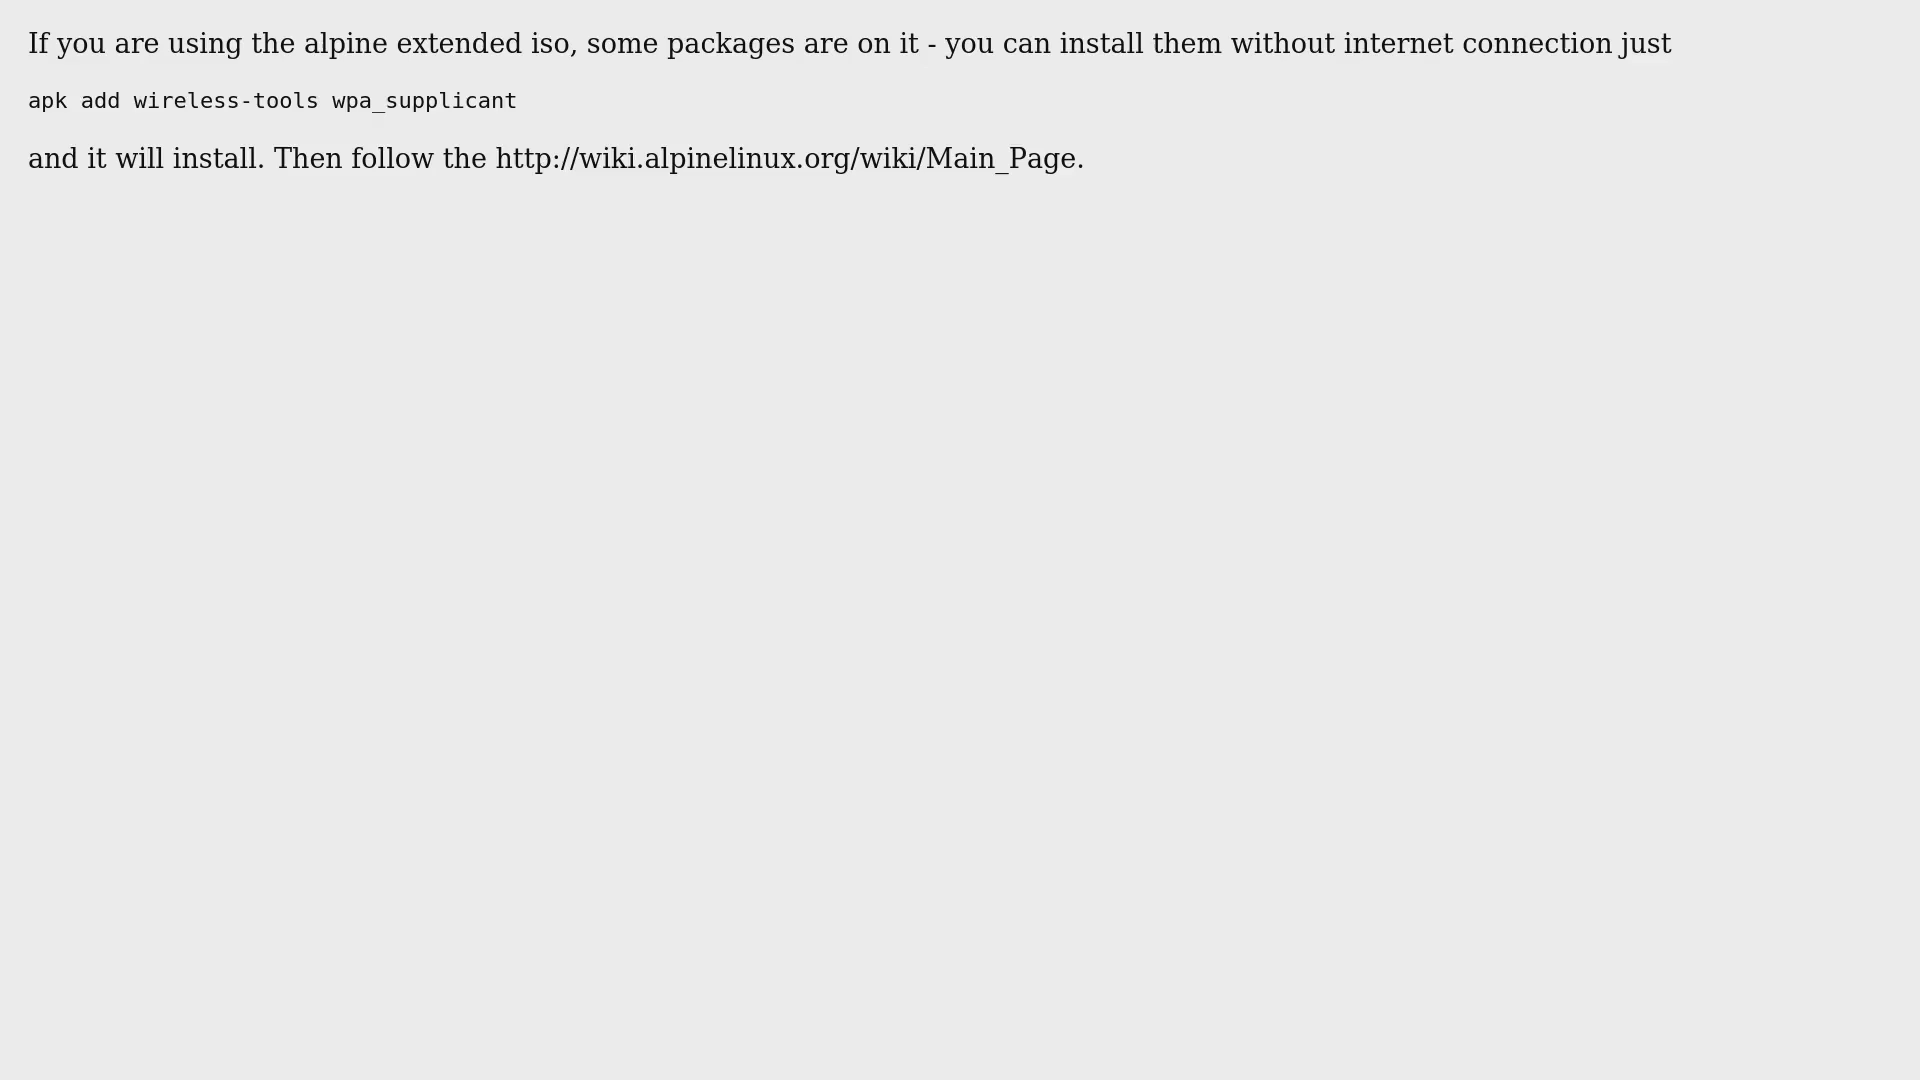 If you are using the alpine extended iso, some packages are on it - you can install them without internet connection just
apk add wireless-tools wpa_supplicant
and it will install. Then follow the http://wiki.alpinelinux.org/wiki/Main_Page.